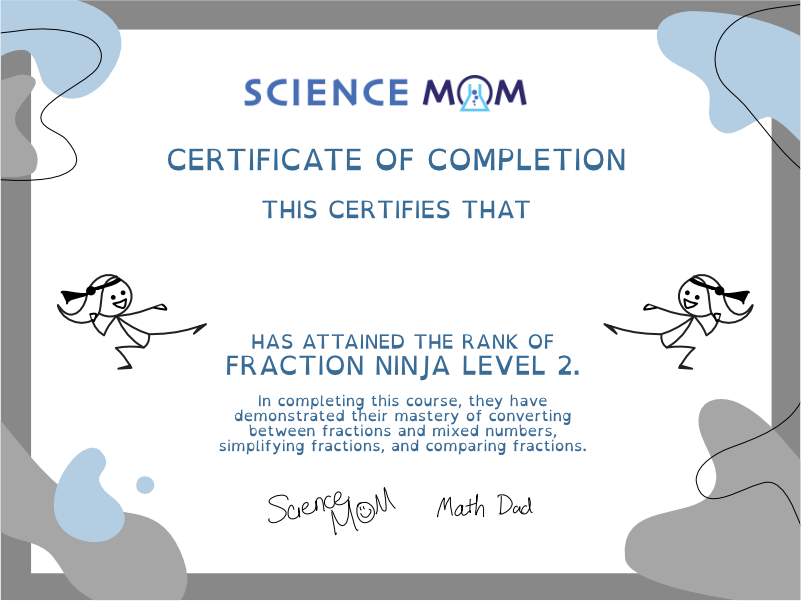 SCIENCE MOM
CERTIFICATE OF COMPLETION
THIS CERTIFIES THAT
HAS ATTAINED THE RANK OF
FRACTION NINJA LEVEL 2.
In completing this course, they have
demonstrated their mastery of converting
between fractions and mixed numbers,
simplifying fractions, and comparing fractions.
Science MOM Math Dad